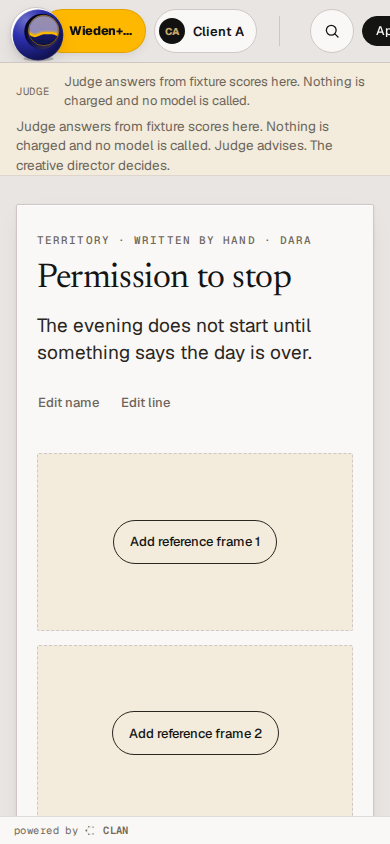 Wieden+...
CA Client A
Ap
JUDGE
Judge answers from fixture scores here. Nothing is
charged and no model is called.
Judge answers from fixture scores here. Nothing is
charged and no model is called. Judge advises. The
creative director decides.
TERRITORY · WRITTEN BY HAND · DARA
Permission to stop
The evening does not start until
something says the day is over.
Edit name Edit line
Add reference frame 1
Add reference frame 2
powered by CLAN